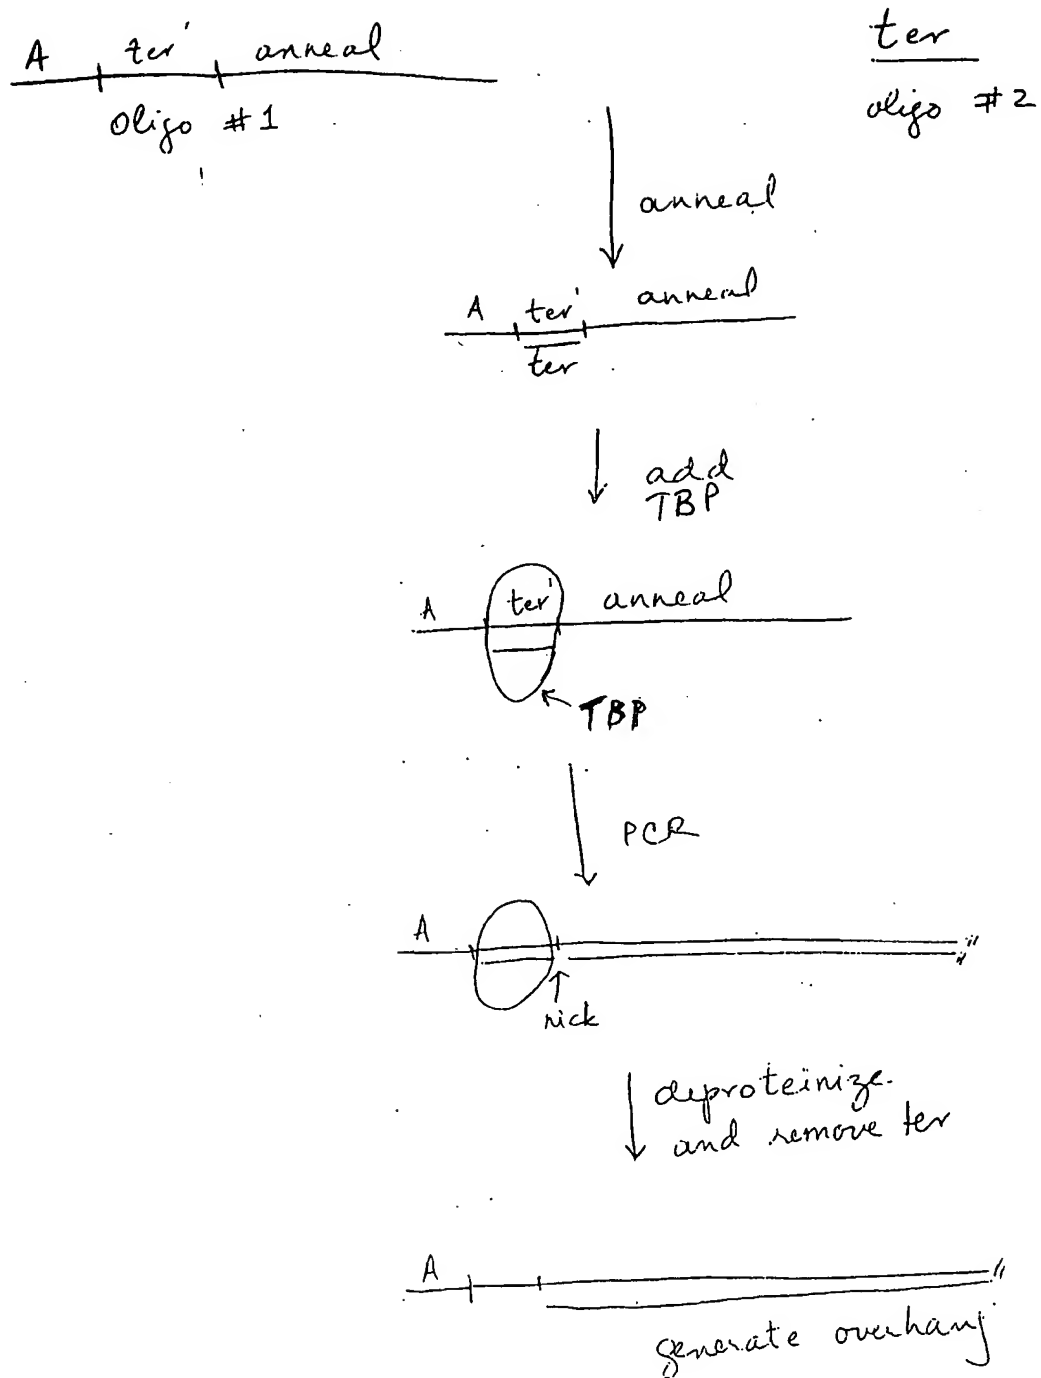 A ter' anneal
Oligo #1
ter
oligo #2
anneal
A ter' anneal
ter
add
TBP
A ter' anneal
TBP
PCR
A
nick
deproteinize
and remove ter
A
generate overhang